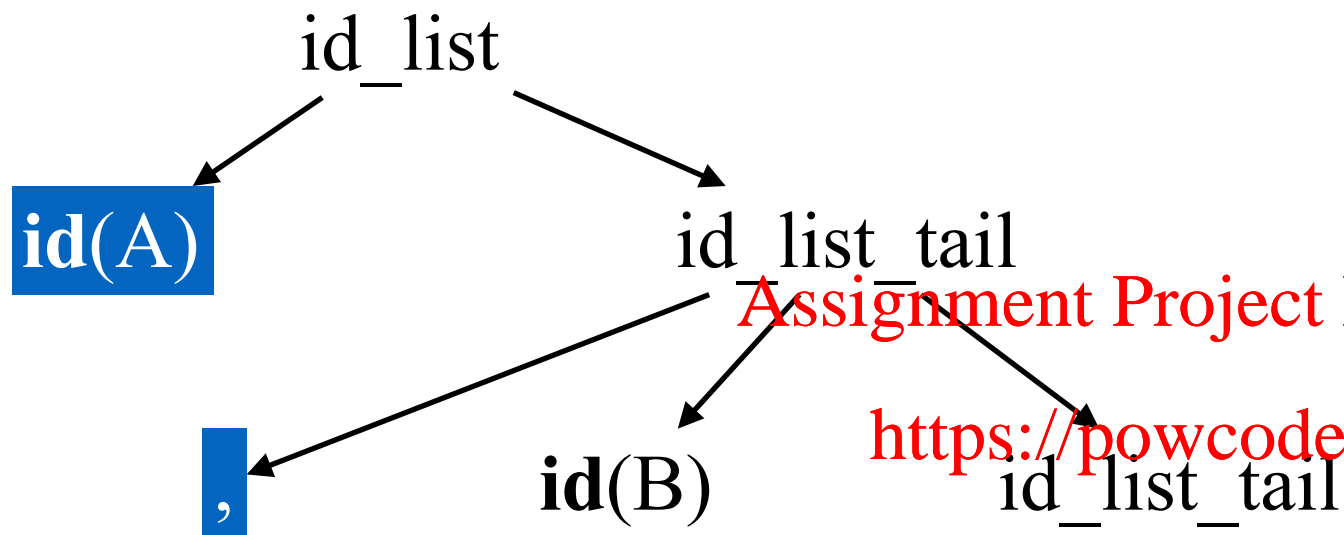 id_list
id(A)
id_list_tail
Assignment Project
https://powcode
,
id(B)
id_list_tail